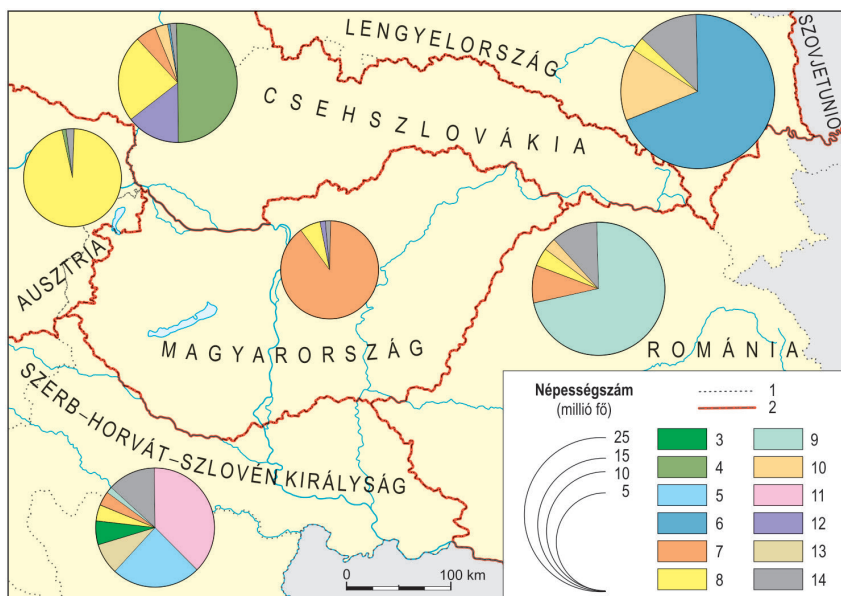 LENGYELORSZÁG
SZOVJETUNIO
CSEHSZLOVÁKIA
AUSZTRIA
MAGYARORSZÁG
ROMÁNIA
SZERB–HORVÁT–SZLOVÉN KIRÁLYSÁG
0 100 km
Népességszám
(millió fő)
25
15
10
5
1
2
3
4
5
6
7
8
9
10
11
12
13
14